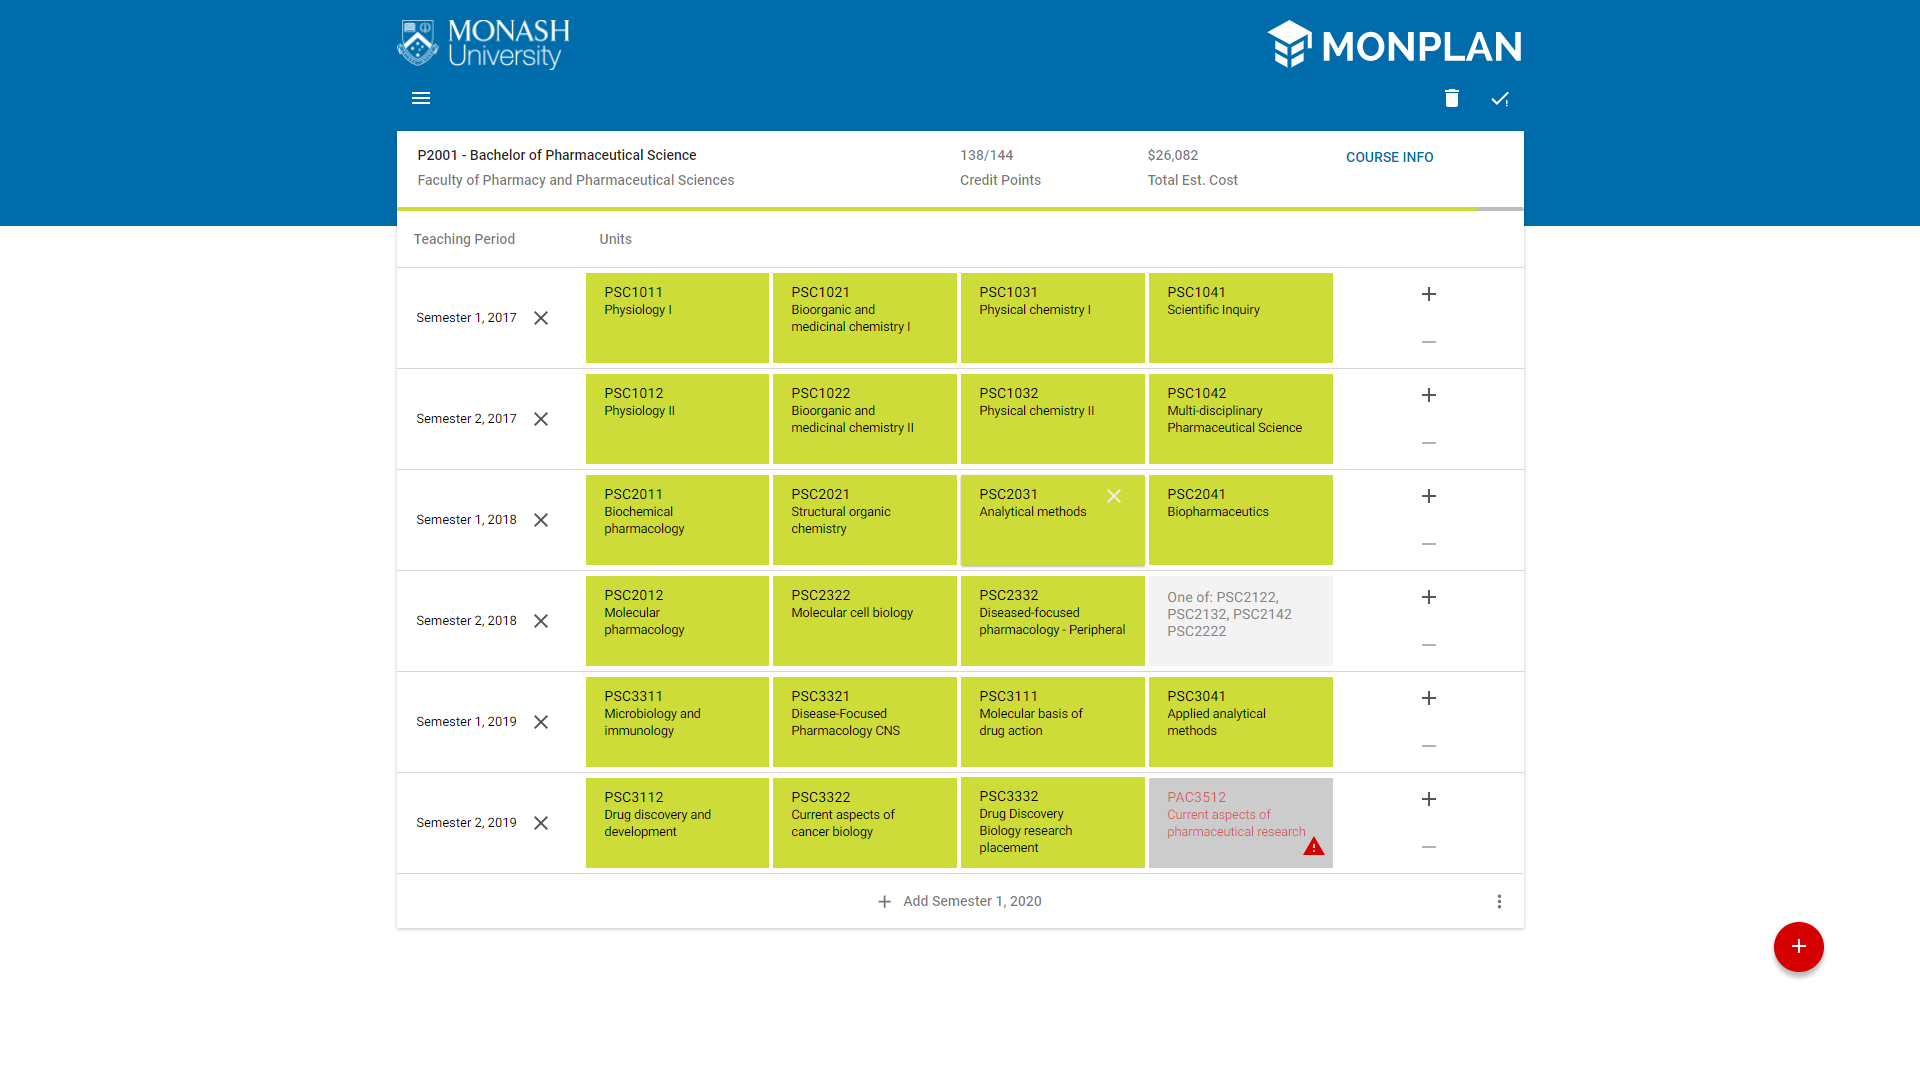 MONASH
University
MONPLAN
P2001 - Bachelor of Pharmaceutical Science
Faculty of Pharmacy and Pharmaceutical Sciences
138/144
Credit Points
$26,082
Total Est. Cost
COURSE INFO
Teaching Period
Units
Semester 1, 2017
PSC1011
Physiology I
PSC1021
Bioorganic and
medicinal chemistry I
PSC1031
Physical chemistry I
PSC1041
Scientific Inquiry
Semester 2, 2017
PSC1012
Physiology II
PSC1022
Bioorganic and
medicinal chemistry II
PSC1032
Physical chemistry II
PSC1042
Multi-disciplinary
Pharmaceutical Science
Semester 1, 2018
PSC2011
Biochemical
pharmacology
PSC2021
Structural organic
chemistry
PSC2031
Analytical methods
PSC2041
Biopharmaceutics
Semester 2, 2018
PSC2012
Molecular
pharmacology
PSC2322
Molecular cell biology
PSC2332
Diseased-focused
pharmacology - Peripheral
One of: PSC2122,
PSC2132, PSC2142
PSC2222
Semester 1, 2019
PSC3311
Microbiology and
immunology
PSC3321
Disease-Focused
Pharmacology CNS
PSC3111
Molecular basis of
drug action
PSC3041
Applied analytical
methods
Semester 2, 2019
PSC3112
Drug discovery and
development
PSC3322
Current aspects of
cancer biology
PSC3332
Drug Discovery
Biology research
placement
PAC3512
Current aspects of
pharmaceutical research
Add Semester 1, 2020